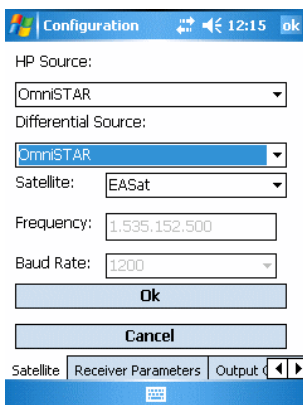 Configuration 12:15 ok
HP Source:
OmniSTAR
Differential Source:
OmniSTAR
Satellite: EASat
Frequency: 1.535.152.500
Baud Rate: 1200
Ok
Cancel
Satellite Receiver Parameters Output